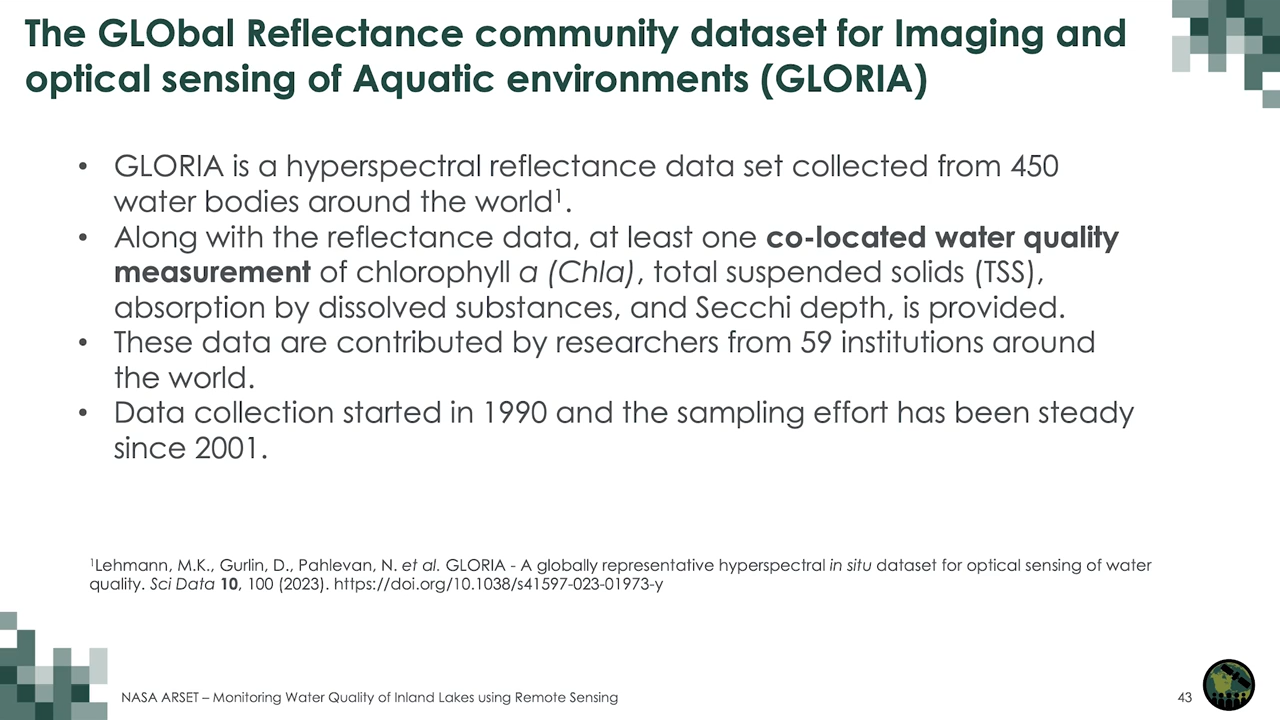 The GLObal Reflectance community dataset for Imaging and
optical sensing of Aquatic environments (GLORIA)
• GLORIA is a hyperspectral reflectance data set collected from 450
water bodies around the world¹.
• Along with the reflectance data, at least one co-located water quality
measurement of chlorophyll a (Chla), total suspended solids (TSS),
absorption by dissolved substances, and Secchi depth, is provided.
• These data are contributed by researchers from 59 institutions around
the world.
• Data collection started in 1990 and the sampling effort has been steady
since 2001.
¹Lehmann, M.K., Gurlin, D., Pahlevan, N. et al. GLORIA - A globally representative hyperspectral in situ dataset for optical sensing of water
quality. Sci Data 10, 100 (2023). https://doi.org/10.1038/s41597-023-01973-y
NASA ARSET – Monitoring Water Quality of Inland Lakes using Remote Sensing
43